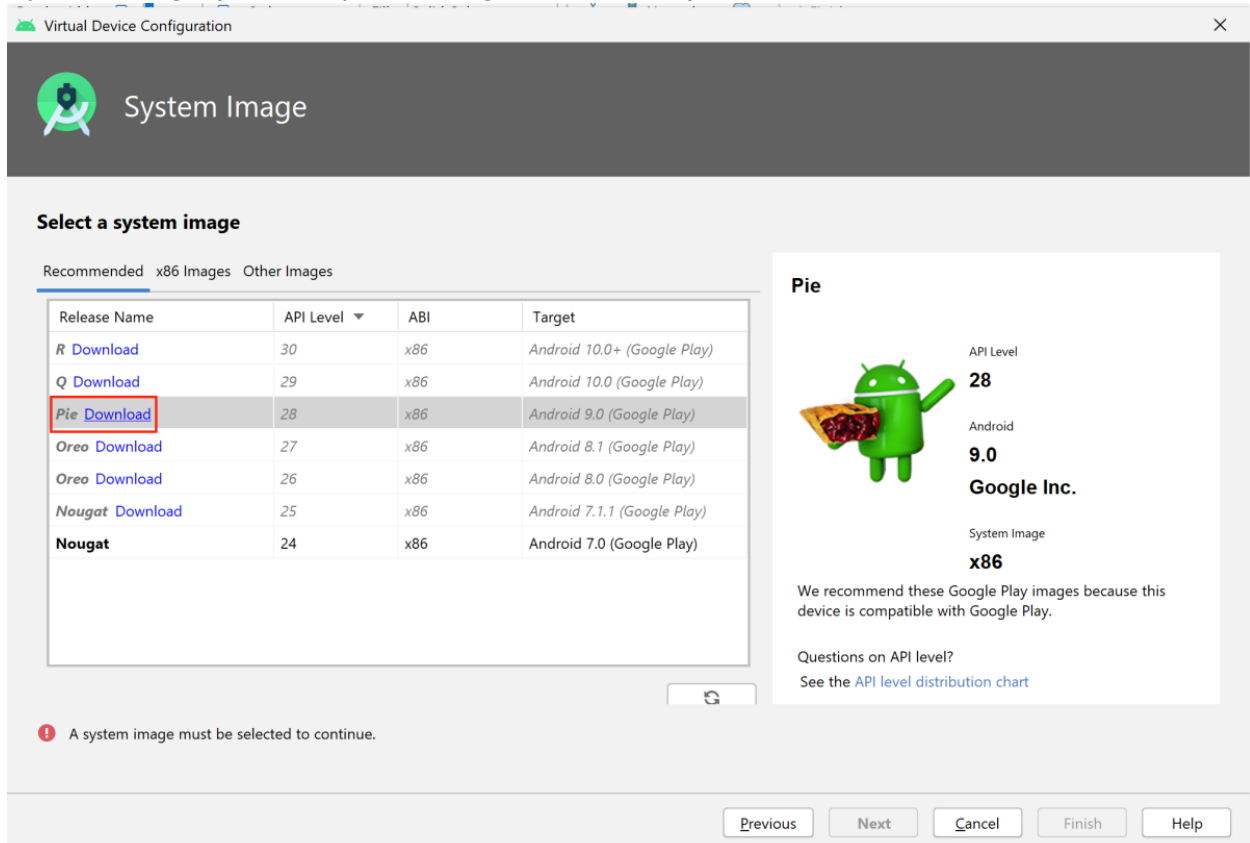 Virtual Device Configuration
System Image
Select a system image
Recommended x86 Images Other Images
Release Name API Level ABI Target
R Download 30 x86 Android 10.0+ (Google Play)
Q Download 29 x86 Android 10.0 (Google Play)
Pie Download 28 x86 Android 9.0 (Google Play)
Oreo Download 27 x86 Android 8.1 (Google Play)
Oreo Download 26 x86 Android 8.0 (Google Play)
Nougat Download 25 x86 Android 7.1.1 (Google Play)
Nougat 24 x86 Android 7.0 (Google Play)
Pie
API Level
28
Android
9.0
Google Inc.
System Image
x86
We recommend these Google Play images because this
device is compatible with Google Play.
Questions on API level?
See the API level distribution chart
A system image must be selected to continue.
Previous Next Cancel Finish Help